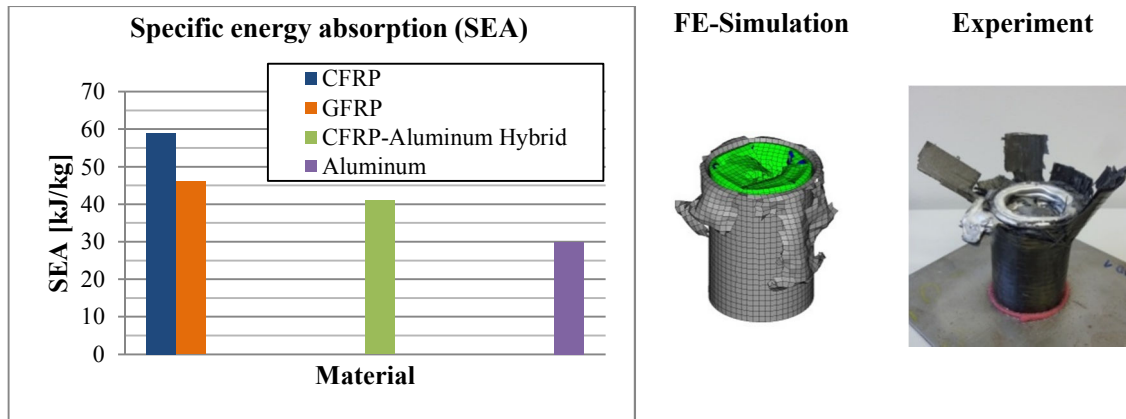 Specific energy absorption (SEA)
CFRP
GFRP
CFRP-Aluminum Hybrid
Aluminum
70
60
50
40
30
20
10
0
SEA [kJ/kg]
Material
FE-Simulation
Experiment